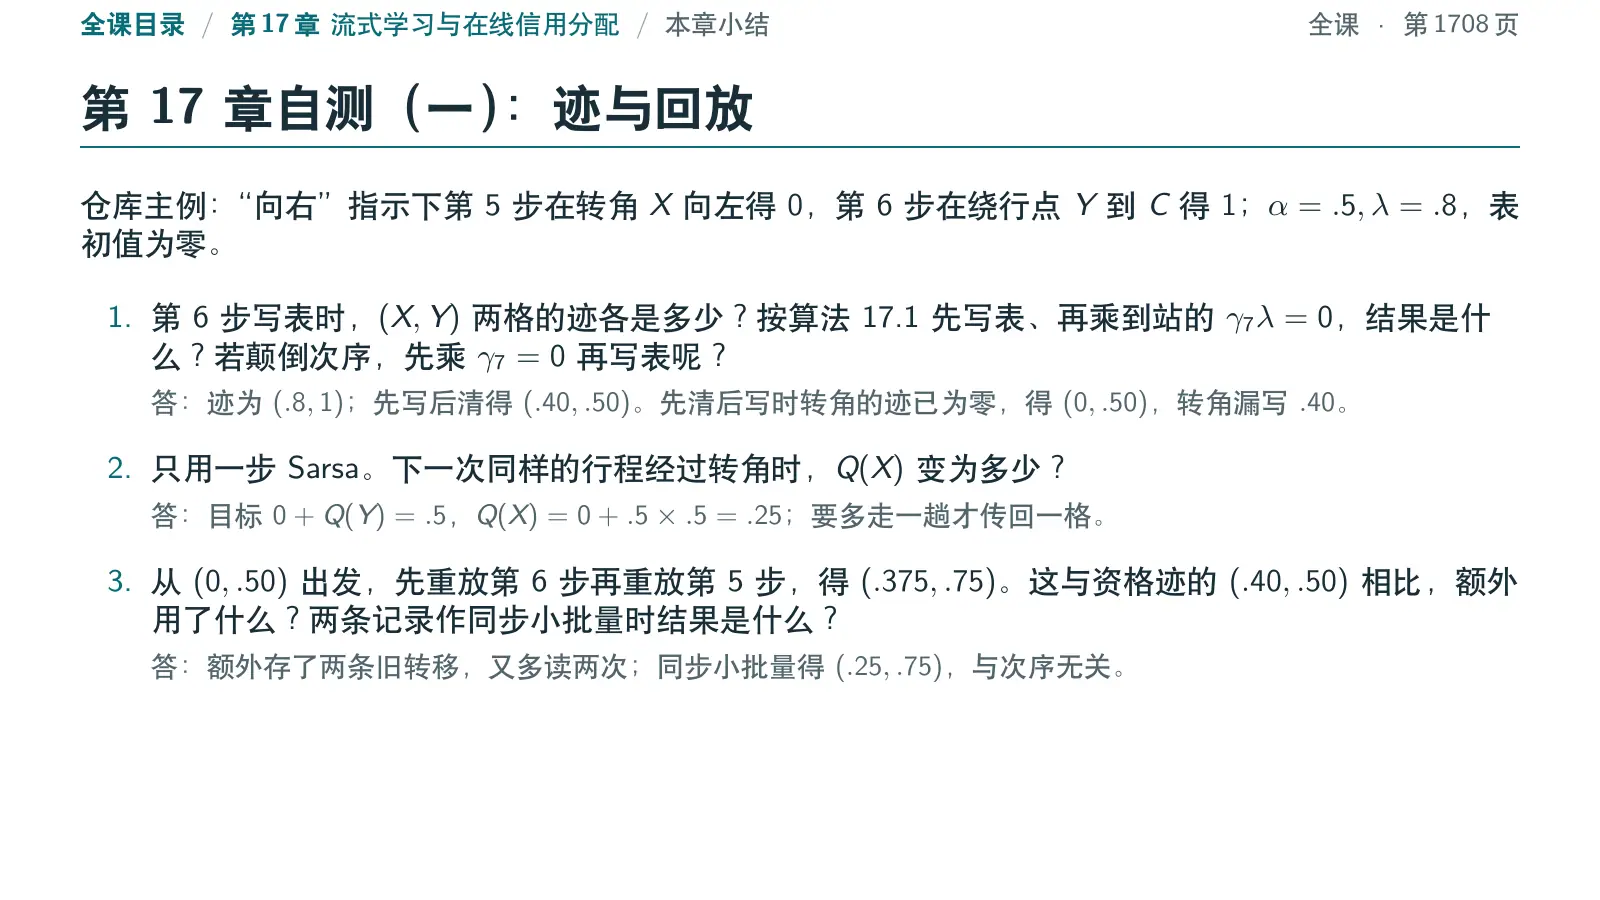 全课目录 / 第 17 章 流式学习与在线信用分配 / 本章小结
全课 · 第 1708 页
第 17 章自测（一）：迹与回放
仓库主例：“向右”指示下第 5 步在转角 X 向左得 0，第 6 步在绕行点 Y 到 C 得 1；α = .5, λ = .8，表
初值为零。
1. 第 6 步写表时，(X, Y) 两格的迹各是多少？按算法 17.1 先写表、再乘到站的 γ₇λ = 0，结果是什
么？若颠倒次序，先乘 γ₇ = 0 再写表呢？
答：迹为 (.8, 1)；先写后清得 (.40, .50)。先清后写时转角的迹已为零，得 (0, .50)，转角漏写 .40。
2. 只用一步 Sarsa。下一次同样的行程经过转角时，Q(X) 变为多少？
答：目标 0 + Q(Y) = .5，Q(X) = 0 + .5 × .5 = .25；要多走一趟才传回一格。
3. 从 (0, .50) 出发，先重放第 6 步再重放第 5 步，得 (.375, .75)。这与资格迹的 (.40, .50) 相比，额外
用了什么？两条记录作同步小批量时结果是什么？
答：额外存了两条旧转移，又多读两次；同步小批量得 (.25, .75)，与次序无关。